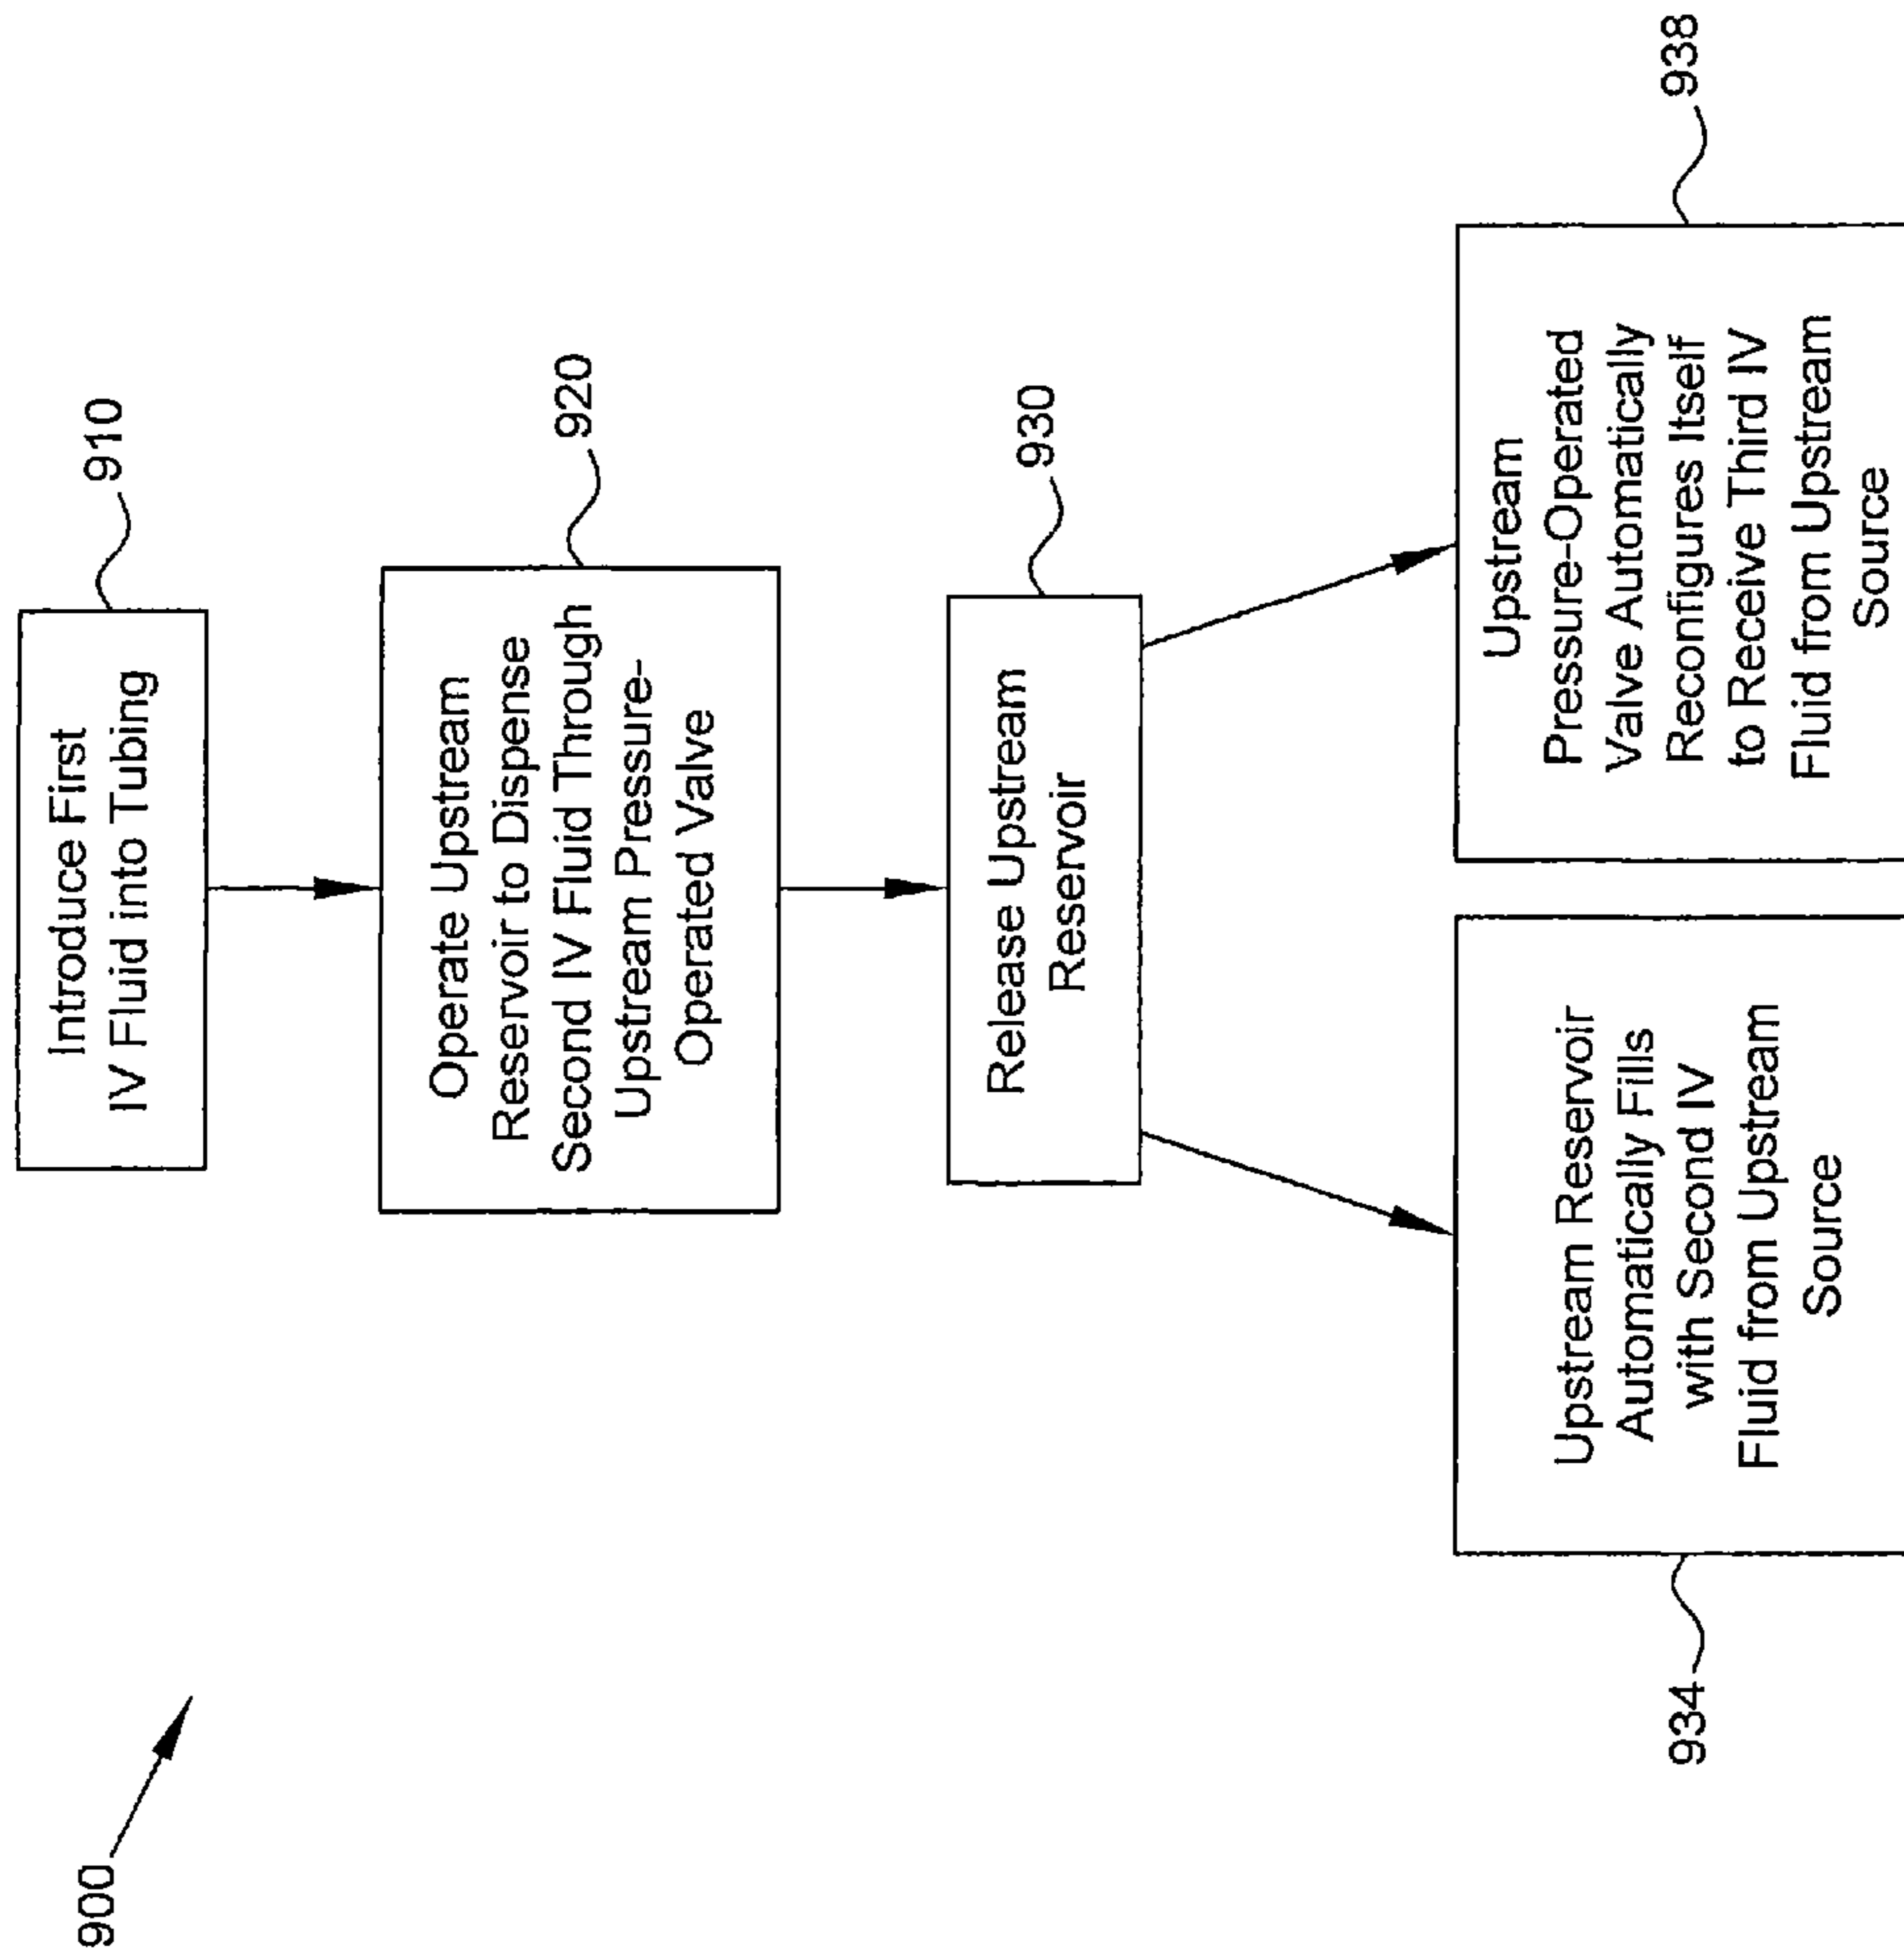 900
Introduce First
IV Fluid into Tubing
910
Operate Upstream
Reservoir to Dispense
Second IV Fluid Through
Upstream Pressure-
Operated Valve
920
Release Upstream
Reservoir
930
Upstream Reservoir
Automatically Fills
with Second IV
Fluid from Upstream
Source
934
Upstream
Pressure-Operated
Valve Automatically
Reconfigures Itself
to Receive Third IV
Fluid from Upstream
Source
938